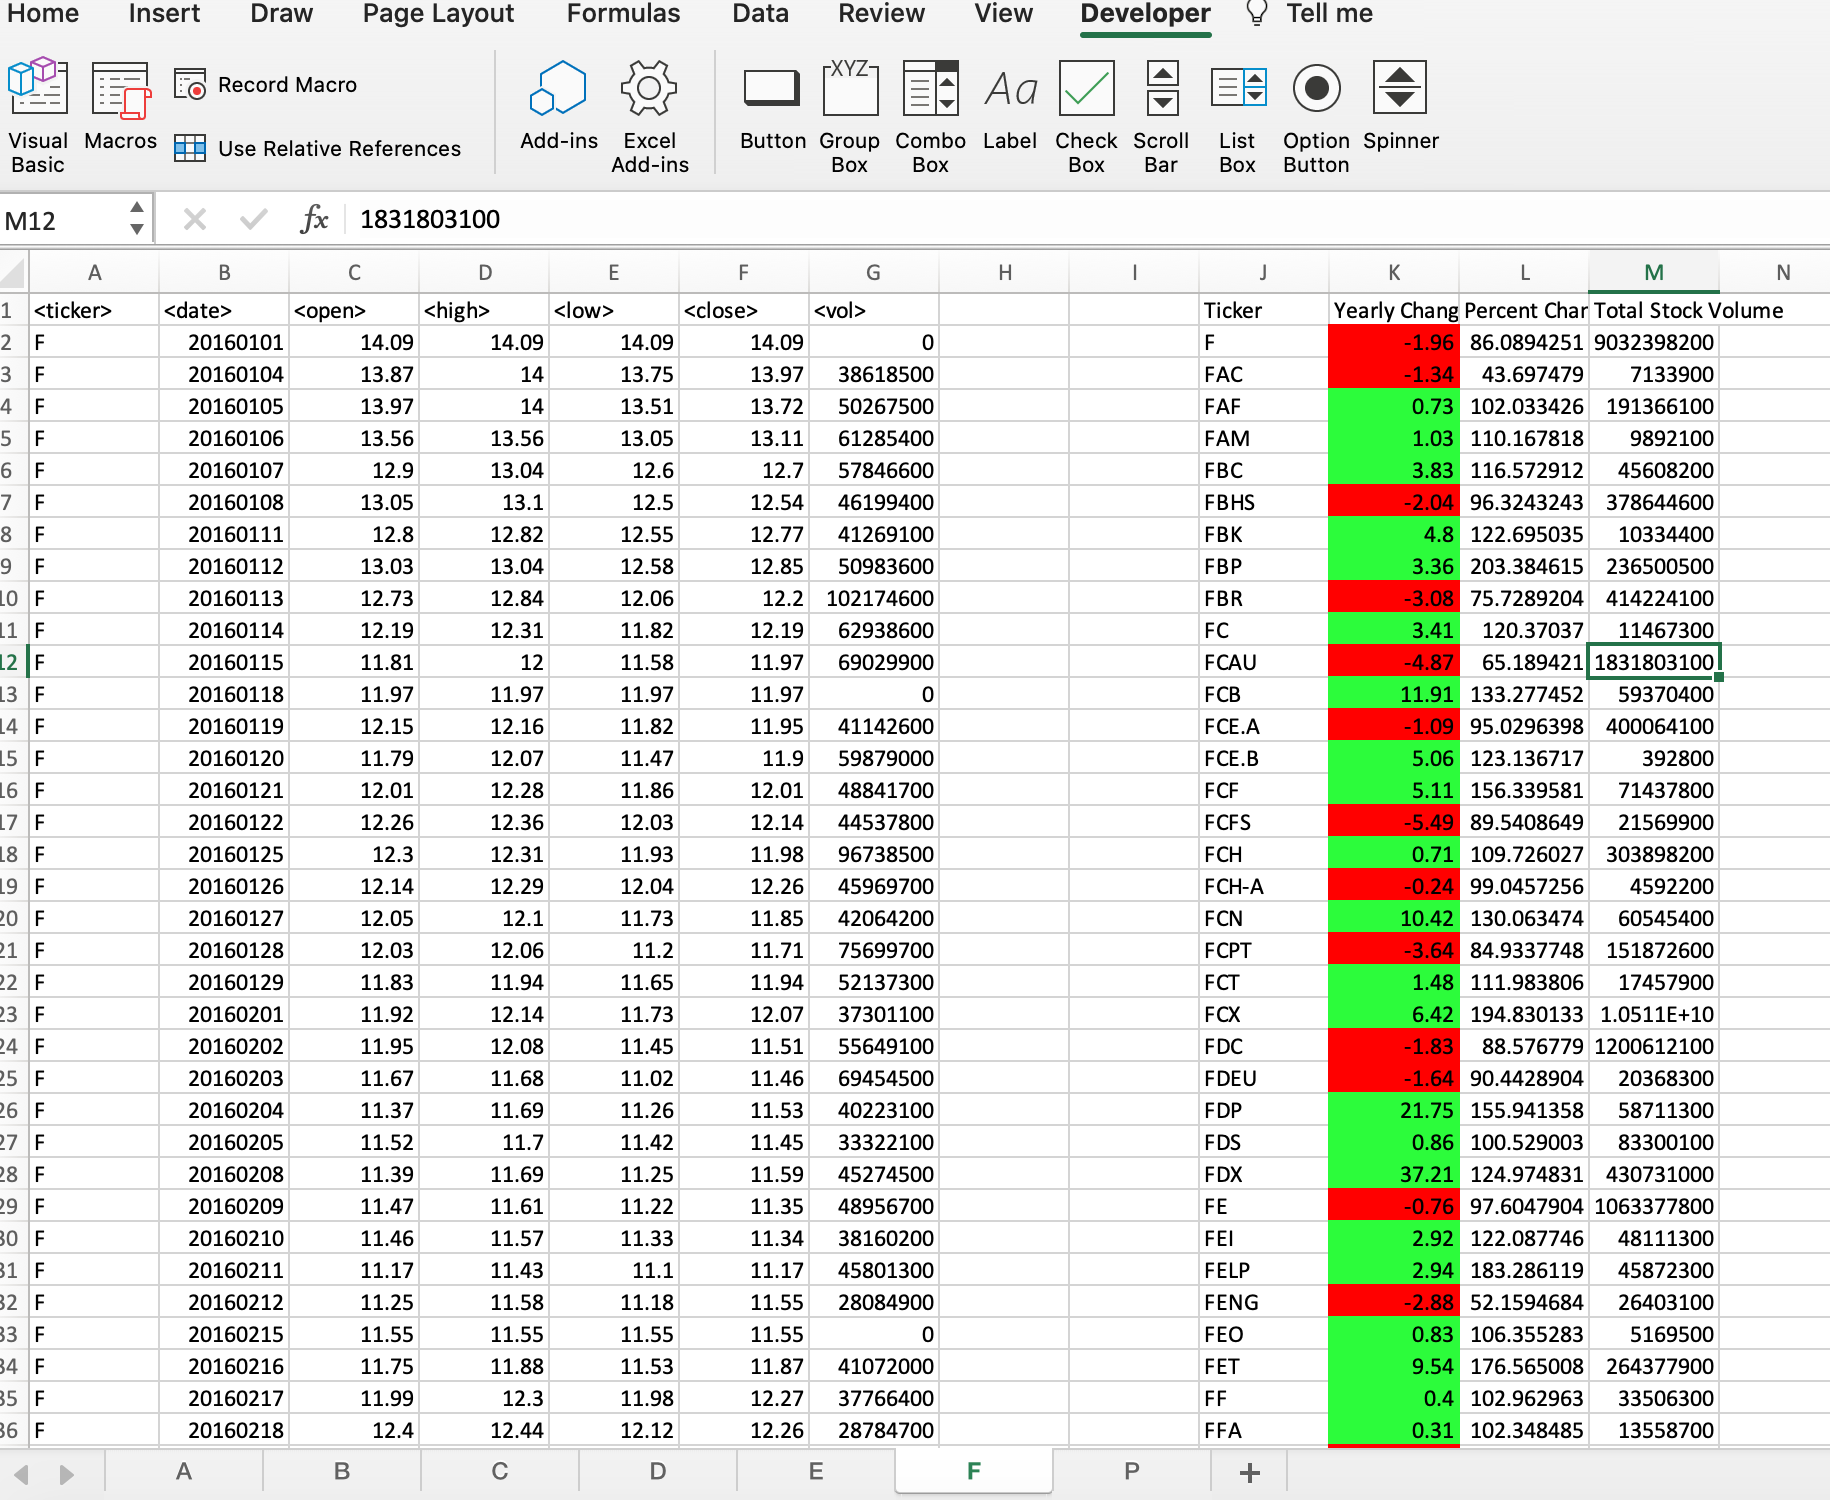 Home Insert Draw Page Layout Formulas Data Review View Developer Tell me
Visual Basic Macros Record Macro Use Relative References Add-ins Excel Add-ins Button XYZ Group Box Combo Box Aa Label Check Box Scroll Bar List Box Option Button Spinner
M12 fx 1831803100
A B C D E F G H I J K L M N
1 <ticker> <date> <open> <high> <low> <close> <vol> Ticker Yearly Chang Percent Char Total Stock Volume
2 F 20160101 14.09 14.09 14.09 14.09 0 F -1.96 86.0894251 9032398200
3 F 20160104 13.87 14 13.75 13.97 38618500 FAC -1.34 43.697479 7133900
4 F 20160105 13.97 14 13.51 13.72 50267500 FAF 0.73 102.033426 191366100
5 F 20160106 13.56 13.56 13.05 13.11 61285400 FAM 1.03 110.167818 9892100
6 F 20160107 12.9 13.04 12.6 12.7 57846600 FBC 3.83 116.572912 45608200
7 F 20160108 13.05 13.1 12.5 12.54 46199400 FBHS -2.04 96.3243243 378644600
8 F 20160111 12.8 12.82 12.55 12.77 41269100 FBK 4.8 122.695035 10334400
9 F 20160112 13.03 13.04 12.58 12.85 50983600 FBP 3.36 203.384615 236500500
10 F 20160113 12.73 12.84 12.06 12.2 102174600 FBR -3.08 75.7289204 414224100
11 F 20160114 12.19 12.31 11.82 12.19 62938600 FC 3.41 120.37037 11467300
12 F 20160115 11.81 12 11.58 11.97 69029900 FCAU -4.87 65.189421 1831803100
13 F 20160118 11.97 11.97 11.97 11.97 0 FCB 11.91 133.277452 59370400
14 F 20160119 12.15 12.16 11.82 11.95 41142600 FCE.A -1.09 95.0296398 400064100
15 F 20160120 11.79 12.07 11.47 11.9 59879000 FCE.B 5.06 123.136717 392800
16 F 20160121 12.01 12.28 11.86 12.01 48841700 FCF 5.11 156.339581 71437800
17 F 20160122 12.26 12.36 12.03 12.14 44537800 FCFS -5.49 89.5408649 21569900
18 F 20160125 12.3 12.31 11.93 11.98 96738500 FCH 0.71 109.726027 303898200
19 F 20160126 12.14 12.29 12.04 12.26 45969700 FCH-A -0.24 99.0457256 4592200
20 F 20160127 12.05 12.1 11.73 11.85 42064200 FCN 10.42 130.063474 60545400
21 F 20160128 12.03 12.06 11.2 11.71 75699700 FCPT -3.64 84.9337748 151872600
22 F 20160129 11.83 11.94 11.65 11.94 52137300 FCT 1.48 111.983806 17457900
23 F 20160201 11.92 12.14 11.73 12.07 37301100 FCX 6.42 194.830133 1.0511E+10
24 F 20160202 11.95 12.08 11.45 11.51 55649100 FDC -1.83 88.576779 1200612100
25 F 20160203 11.67 11.68 11.02 11.46 69454500 FDEU -1.64 90.4428904 20368300
26 F 20160204 11.37 11.69 11.26 11.53 40223100 FDP 21.75 155.941358 58711300
27 F 20160205 11.52 11.7 11.42 11.45 33322100 FDS 0.86 100.529003 83300100
28 F 20160208 11.39 11.69 11.25 11.59 45274500 FDX 37.21 124.974831 430731000
29 F 20160209 11.47 11.61 11.22 11.35 48956700 FE -0.76 97.6047904 1063377800
30 F 20160210 11.46 11.57 11.33 11.34 38160200 FEI 2.92 122.087746 48111300
31 F 20160211 11.17 11.43 11.1 11.17 45801300 FELP 2.94 183.286119 45872300
32 F 20160212 11.25 11.58 11.18 11.55 28084900 FENG -2.88 52.1594684 26403100
33 F 20160215 11.55 11.55 11.55 11.55 0 FEO 0.83 106.355283 5169500
34 F 20160216 11.75 11.88 11.53 11.87 41072000 FET 9.54 176.565008 264377900
35 F 20160217 11.99 12.3 11.98 12.27 37766400 FF 0.4 102.962963 33506300
36 F 20160218 12.4 12.44 12.12 12.26 28784700 FFA 0.31 102.348485 13558700
A B C D E F P +